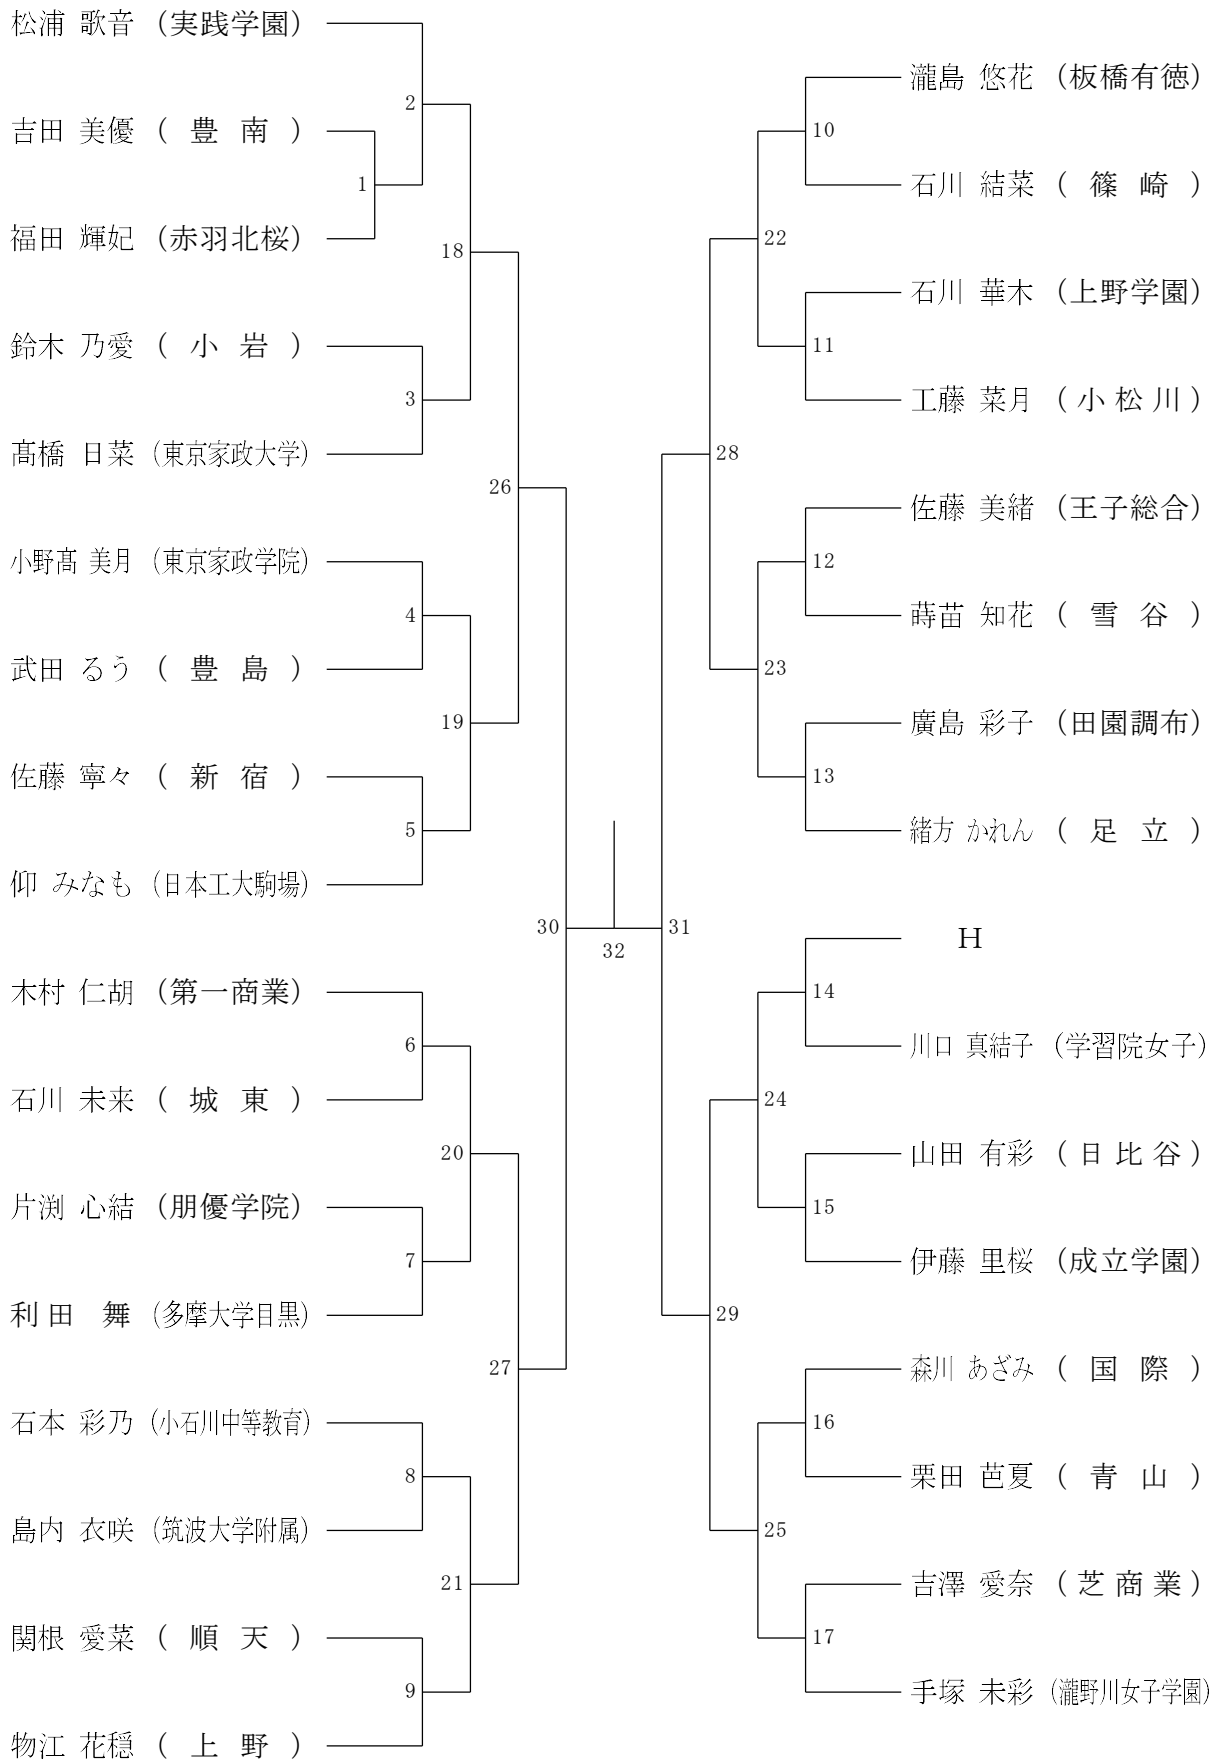 松浦 歌音 (実践学園)
2
吉田 美優 ( 豊 南 )
1
福田 輝妃 (赤羽北桜)
18
鈴木 乃愛 ( 小 岩 )
3
髙橋 日菜 (東京家政大学)
26
小野髙 美月 (東京家政学院)
4
武田 るう ( 豊 島 )
19
佐藤 寧々 ( 新 宿 )
5
仰 みなも (日本工大駒場)
30
木村 仁胡 (第一商業)
6
石川 未来 ( 城 東 )
20
片渕 心結 (朋優学院)
7
利田 舞 (多摩大学目黒)
27
石本 彩乃 (小石川中等教育)
8
島内 衣咲 (筑波大学附属)
21
関根 愛菜 ( 順 天 )
9
物江 花穏 ( 上 野 )
32
瀧島 悠花 (板橋有徳)
10
石川 結菜 ( 篠 崎 )
22
石川 華木 (上野学園)
11
工藤 菜月 ( 小 松 川 )
28
佐藤 美緒 (王子総合)
12
蒔苗 知花 ( 雪 谷 )
23
廣島 彩子 (田園調布)
13
緒方 かれん ( 足 立 )
31
H
14
川口 真結子 (学習院女子)
24
山田 有彩 ( 日 比 谷 )
15
伊藤 里桜 (成立学園)
29
森川 あざみ ( 国 際 )
16
栗田 芭夏 ( 青 山 )
25
吉澤 愛奈 ( 芝 商 業 )
17
手塚 未彩 (瀧野川女子学園)